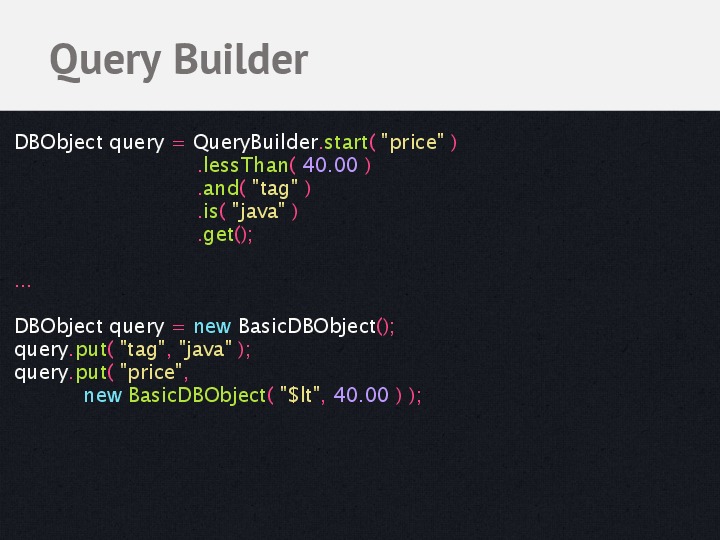 Query Builder
DBObject query = QueryBuilder.start( "price" )
.lessThan( 40.00 )
.and( "tag" )
.is( "java" )
.get();
...
DBObject query = new BasicDBObject();
query.put( "tag", "java" );
query.put( "price",
new BasicDBObject( "$lt", 40.00 ) );